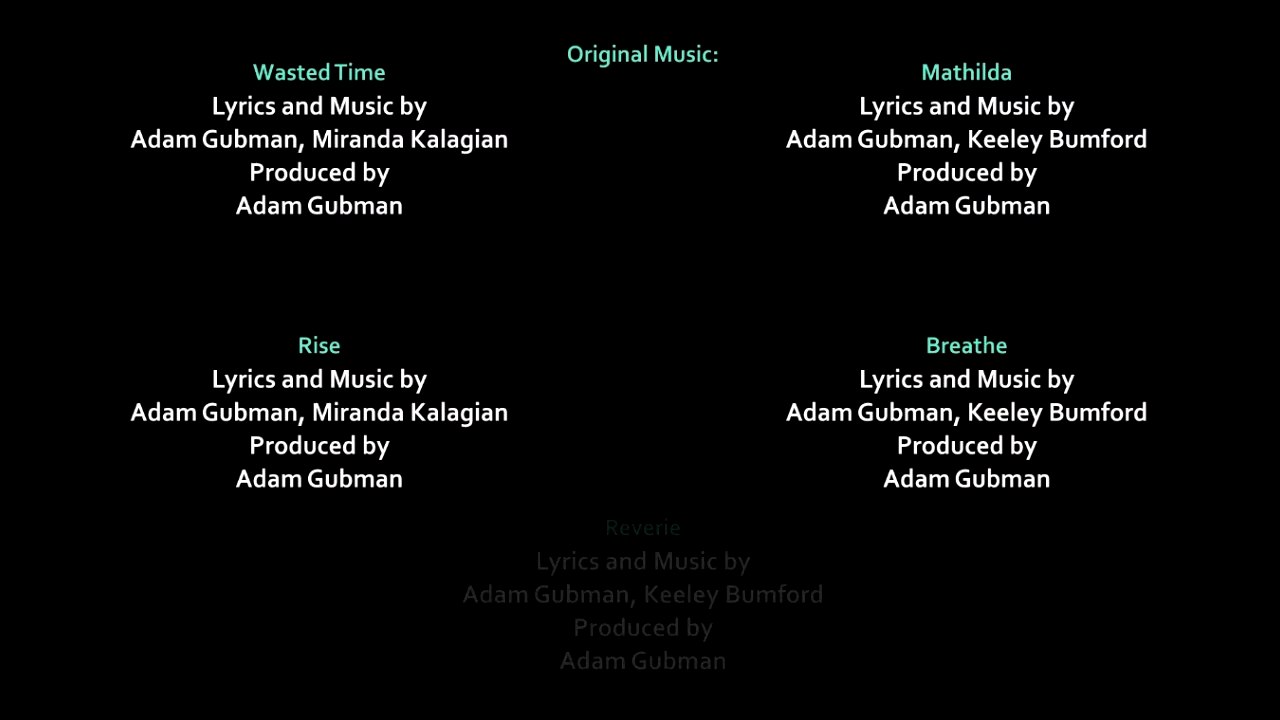 Original Music:
Wasted Time
Lyrics and Music by
Adam Gubman, Miranda Kalagian
Produced by
Adam Gubman
Mathilda
Lyrics and Music by
Adam Gubman, Keeley Bumford
Produced by
Adam Gubman
Rise
Lyrics and Music by
Adam Gubman, Miranda Kalagian
Produced by
Adam Gubman
Breathe
Lyrics and Music by
Adam Gubman, Keeley Bumford
Produced by
Adam Gubman
Reverie
Lyrics and Music by
Adam Gubman, Keeley Bumford
Produced by
Adam Gubman